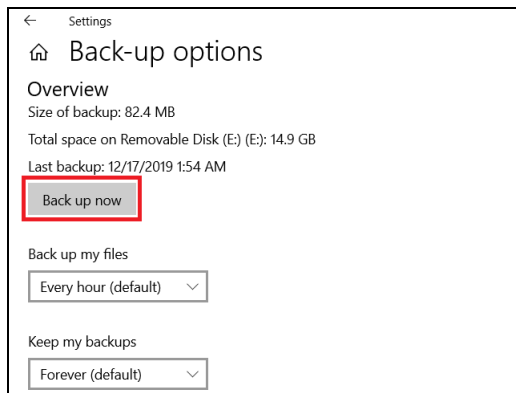 Settings
Back-up options
Overview
Size of backup: 82.4 MB
Total space on Removable Disk (E:) (E:): 14.9 GB
Last backup: 12/17/2019 1:54 AM
Back up now
Back up my files
Every hour (default)
Keep my backups
Forever (default)